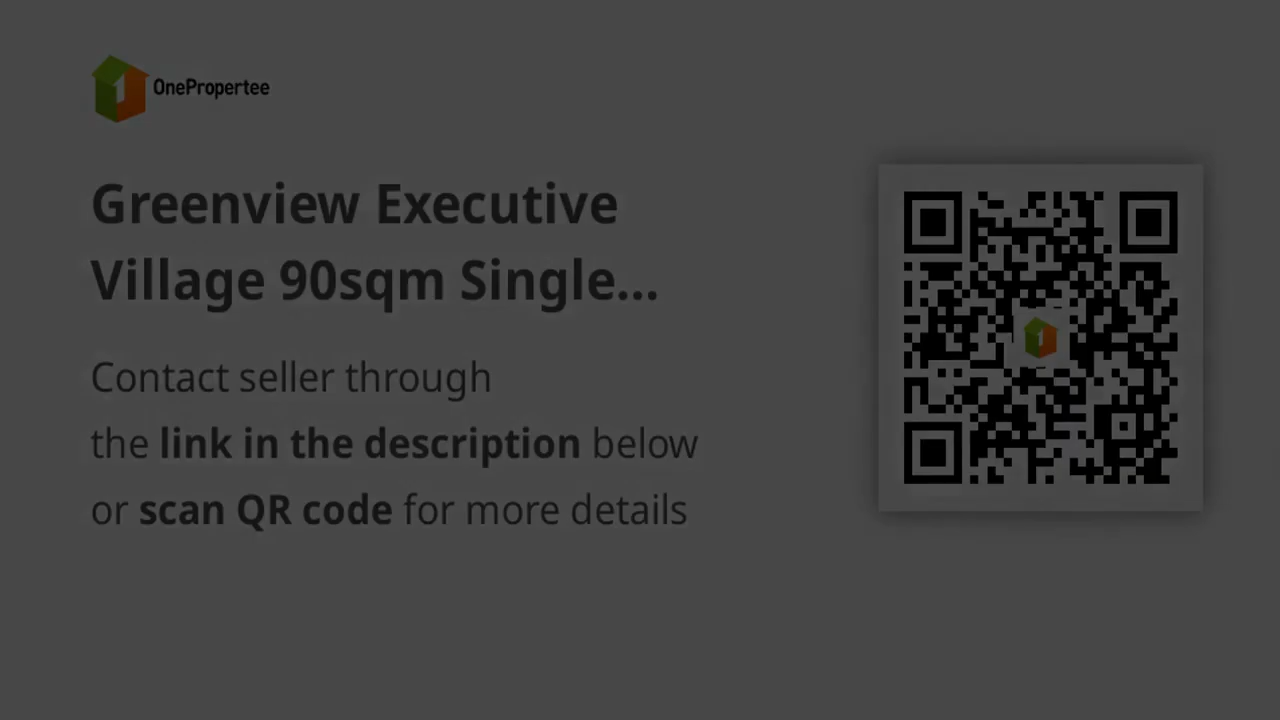 OnePropertee
Greenview Executive
Village 90sqm Single...
Contact seller through
the link in the description below
or scan QR code for more details